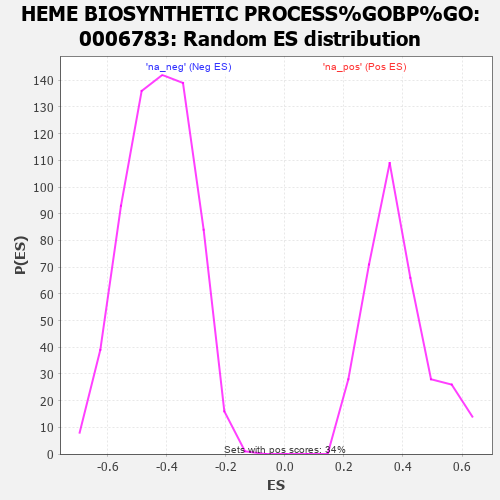 HEME BIOSYNTHETIC PROCESS%GOBP%GO:
0006783: Random ES distribution
'na_neg' (Neg ES)
'na_pos' (Pos ES)
140
130
120
110
100
90
80
70
60
50
40
30
20
10
0
P(ES)
Sets with pos scores: 34%
-0.6 -0.4 -0.2 0.0 0.2 0.4 0.6
ES